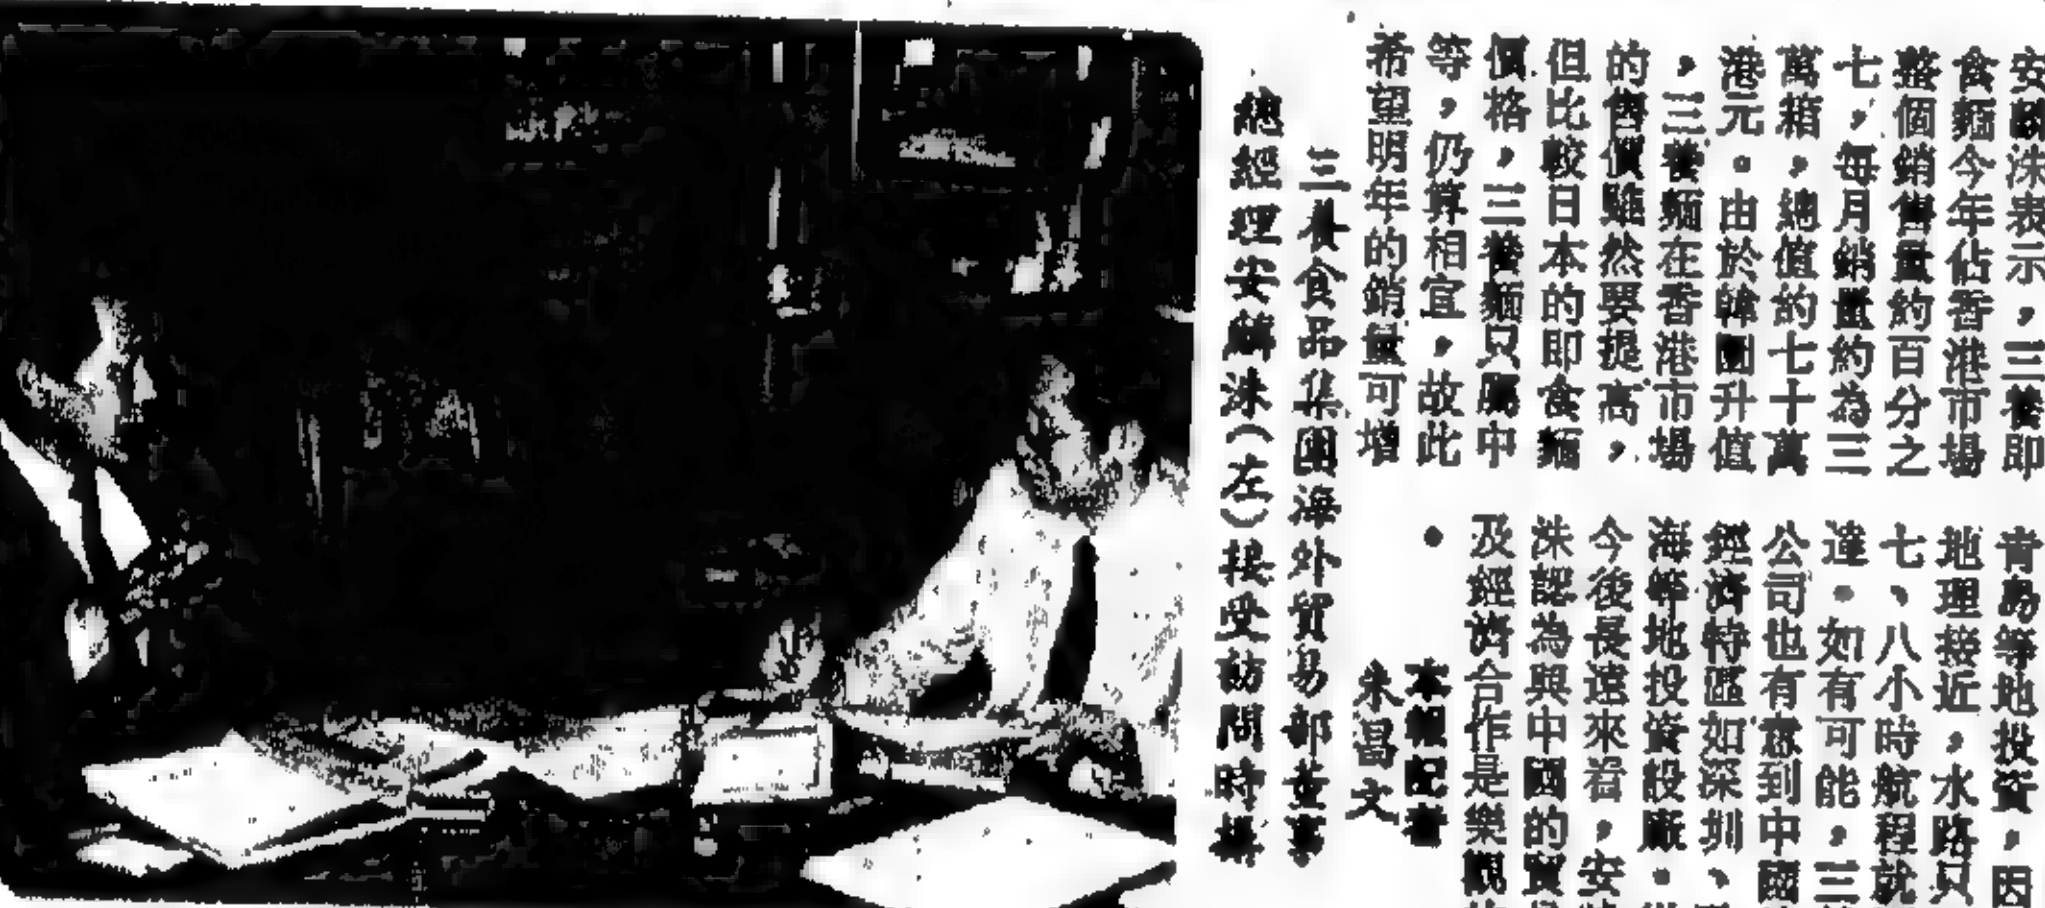 安麟洙表示，三養即
食麵今年佔香港市場
整個銷售量約百分之
七，每月銷量約為三
萬箱，總值約七十萬
港元。由於韓圜升值
，三養麵在香港市場
的售價雖然要提高，
但比較日本的即食麵
價格，三養麵只屬中
等，仍算相宜，故此
希望明年的銷量可增
青島等地投資，因
地理接近，水路只
七、八小時航程就
達。如有可能，三
公司也有意到中國
經濟特區如深圳、
海等地投資設廠。
今後長遠來看，安
洙認為與中國的貿
及經濟合作是樂觀
•
本報記者
朱昌文
三養食品集團海外貿易部董事
總經理安麟洙（左）接受訪問時攝